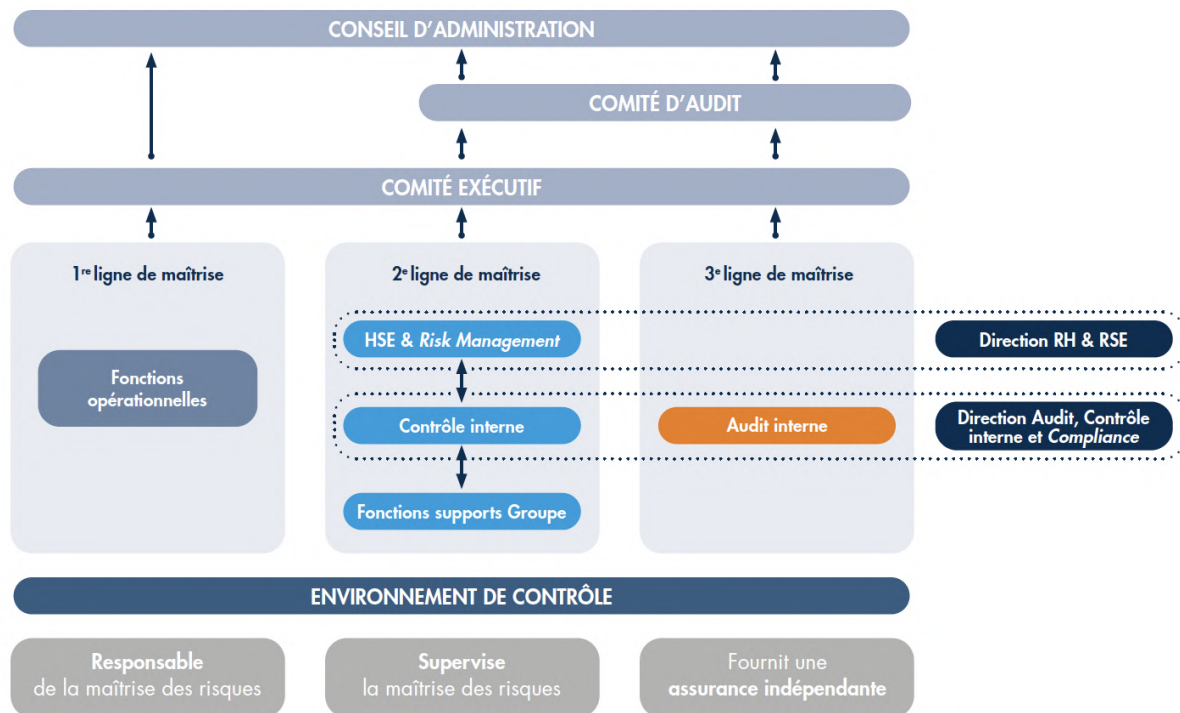 CONSEIL D'ADMINISTRATION
COMITÉ D'AUDIT
COMITÉ EXÉCUTIF
1re ligne de maîtrise
2e ligne de maîtrise
3e ligne de maîtrise
HSE & Risk Management
Direction RH & RSE
Fonctions
opérationnelles
Contrôle interne
Audit interne
Direction Audit, Contrôle
interne et Compliance
Fonctions supports Groupe
ENVIRONNEMENT DE CONTRÔLE
Responsable
de la maîtrise des risques
Supervise
la maîtrise des risques
Fournit une
assurance indépendante